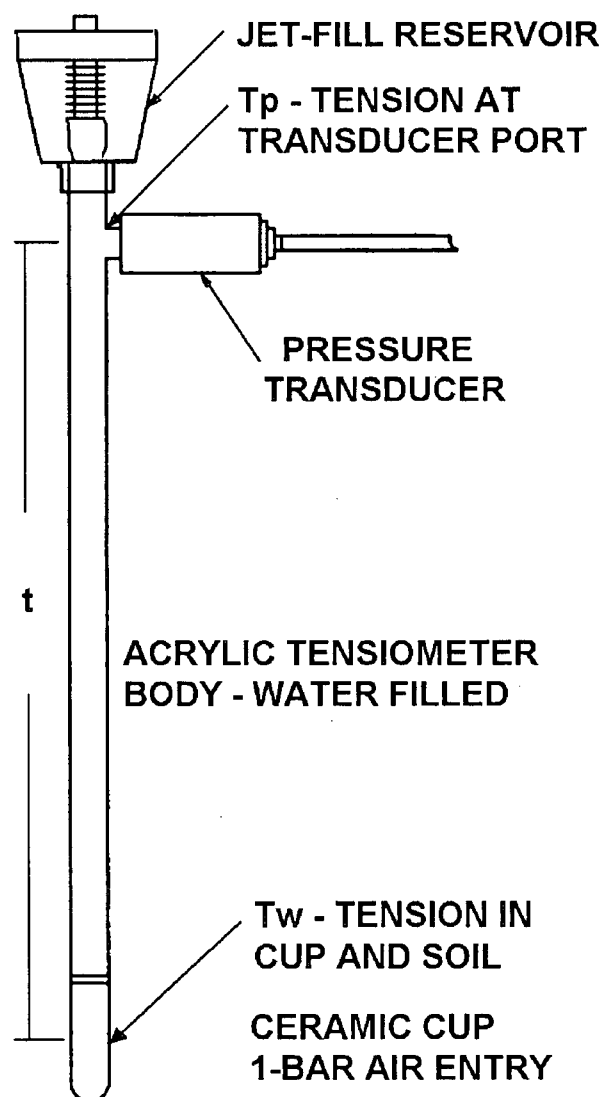 JET-FILL RESERVOIR
Tp - TENSION AT
TRANSDUCER PORT
PRESSURE
TRANSDUCER
t
ACRYLIC TENSIOMETER
BODY - WATER FILLED
Tw - TENSION IN
CUP AND SOIL
CERAMIC CUP
1-BAR AIR ENTRY